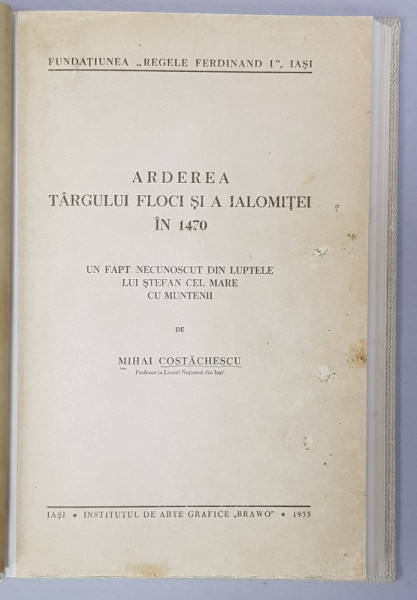 FUNDAȚIUNEA „REGELE FERDINAND I", IAȘI
ARDEREA
TÂRGULUI FLOCI ȘI A IALOMIȚEI
ÎN 1470
UN FAPT NECUNOSCUT DIN LUPTELE
LUI ȘTEFAN CEL MARE
CU MUNTENII
DE
MIHAI COSTĂCHESCU
Profesor la Liceul Național din Iași
IAȘI * INSTITUTUL DE ARTE GRAFICE „BRAWO" * 1935